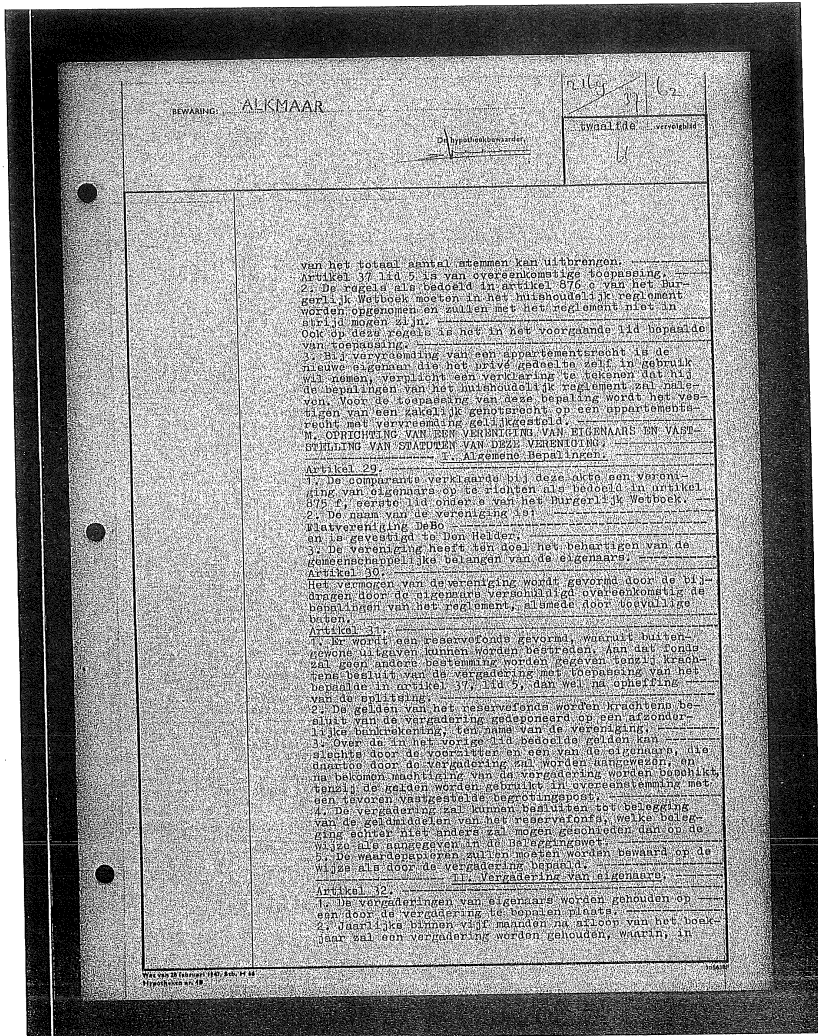 BEWARING: ALKMAAR
De hypotheekbewaarder,
37
62
twaalfde vervolgblad
van het totaal aantal stemmen kan uitbrengen.
Artikel 37 lid 5 is van overeenkomstige toepassing.
2. De regels als bedoeld in artikel 876 c van het Bur-
gerlijk Wetboek moeten in het huishoudelijk reglement
worden opgenomen en zullen met het reglement niet in
strijd mogen zijn.
Ook op deze regels is het in het voorgaande lid bepaalde
van toepassing.
3. Bij vervreemding van een appartementsrecht is de
nieuwe eigenaar die het privé gedeelte zelf in gebruik
wil nemen, verplicht een verklaring te tekenen dat hij
de bepalingen van het huishoudelijk reglement zal nale-
ven. Voor de toepassing van deze bepaling wordt het ves-
tigen van een zakelijk genotsrecht op een appartements-
recht met vervreemding gelijkgesteld.
M. OPRICHTING VAN EEN VERENIGING VAN EIGENAARS EN VAST-
STELLING VAN STATUTEN VAN DEZE VERENIGING.
I. Algemene Bepalingen.
Artikel 29.
1. De comparante verklaarde bij deze akte een vereni-
ging van eigenaars op te richten als bedoeld in artikel
875 f, eerste lid onder e van het Burgerlijk Wetboek.
2. De naam van de vereniging is:
Flatvereniging DeBo
en is gevestigd te Den Helder.
3. De vereniging heeft ten doel het behartigen van de
gemeenschappelijke belangen van de eigenaars.
Artikel 30.
Het vermogen van de vereniging wordt gevormd door de bij-
dragen door de eigenaars verschuldigd overeenkomstig de
bepalingen van het reglement, alsmede door toevallige
baten.
Artikel 31.
1. Er wordt een reservefonds gevormd, waaruit buiten-
gewone uitgaven kunnen worden bestreden. Aan dat fonds
zal geen andere bestemming worden gegeven tenzij krach-
tens besluit van de vergadering met toepassing van het
bepaalde in artikel 37, lid 5, dan wel na opheffing
van de splitsing.
2. De gelden van het reservefonds worden krachtens be-
sluit van de vergadering gedeponeerd op een afzonder-
lijke bankrekening, ten name van de vereniging.
3. Over de in het vorige lid bedoelde gelden kan
slechts door de voorzitter en een van de eigenaars, die
daartoe door de vergadering zal worden aangewezen, en
na bekomen machtiging van de vergadering worden beschikt,
tenzij de gelden worden gebruikt in overeenstemming met
een tevoren vastgestelde begrotingspost.
4. De vergadering zal kunnen besluiten tot belegging
van de geldmiddelen van het reservefonfs, welke beleg-
ging echter niet anders zal mogen geschieden dan op de
wijze als aangegeven in de Beleggingswet.
5. De waardepapieren zullen moeten worden bewaard op de
wijze als door de vergadering bepaald.
II. Vergadering van eigenaars.
Artikel 32.
1. De vergaderingen van eigenaars worden gehouden op
een door de vergadering te bepalen plaats.
2. Jaarlijks binnen vijf maanden na afloop van het boek-
jaar zal een vergadering worden gehouden, waarin, in
Wet van 28 februari 1947, Stb. H 66
Hypotheken nr. 4B